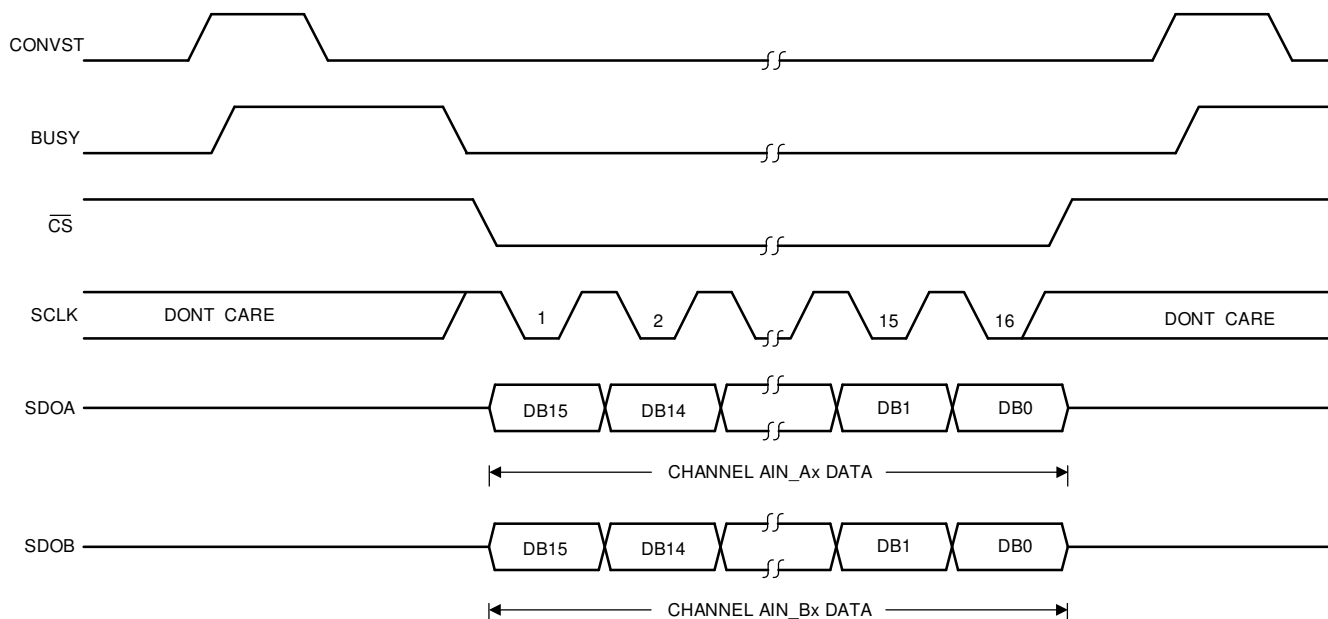 CONVST
BUSY
CS
SCLK DONT CARE 1 2 15 16 DONT CARE
SDOA DB15 DB14 DB1 DB0
CHANNEL AIN_Ax DATA
SDOB DB15 DB14 DB1 DB0
CHANNEL AIN_Bx DATA